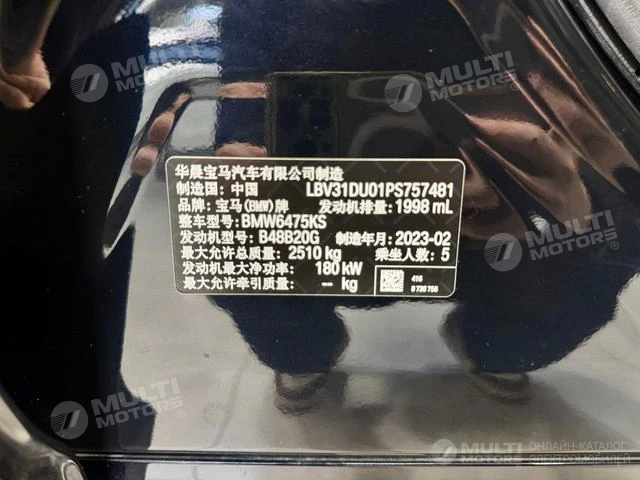 MULTI
MOTORS®
MULTI
MOTORS®
华晨宝马汽车有限公司制造
制造国: 中国 LBV31DU01PS757481
品牌: 宝马(BMW)牌 发动机排量: 1998 mL
整车型号: BMW6475KS
发动机型号: B48B20G 制造年月: 2023-02
最大允许总质量: 2510 kg 乘坐人数: 5
发动机最大净功率: 180 kW
最大允许牵引质量: -- kg
416
MULTI
MOTORS®
MULTI
MOTORS®
MULTI
MOTORS
ОНЛАЙН-КАТАЛОГ